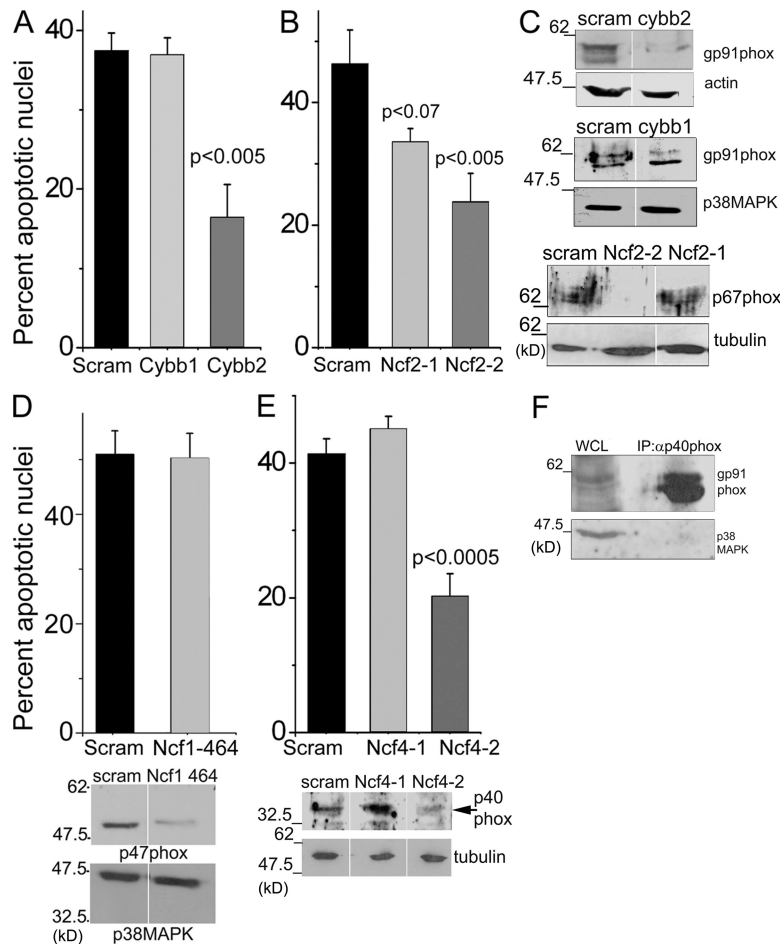 A
Percent apoptotic nuclei
40
20
0
p<0.005
Scram Cybb1 Cybb2
B
40
20
0
p<0.07
p<0.005
Scram Ncf2-1 Ncf2-2
C
scram cybb2
62
gp91phox
47.5
actin
scram cybb1
62
gp91phox
47.5
p38MAPK
scram Ncf2-2 Ncf2-1
62
p67phox
62
(kD)
tubulin
D
Percent apoptotic nuclei
40
20
0
Scram Ncf1-464
scram Ncf1 464
62
47.5
p47phox
47.5
32.5
(kD)
p38MAPK
E
40
20
0
p<0.0005
Scram Ncf4-1 Ncf4-2
scram Ncf4-1 Ncf4-2
p40
phox
32.5
62
tubulin
47.5
(kD)
F
WCL IP:αp40phox
62
gp91
phox
47.5
(kD)
p38
MAPK